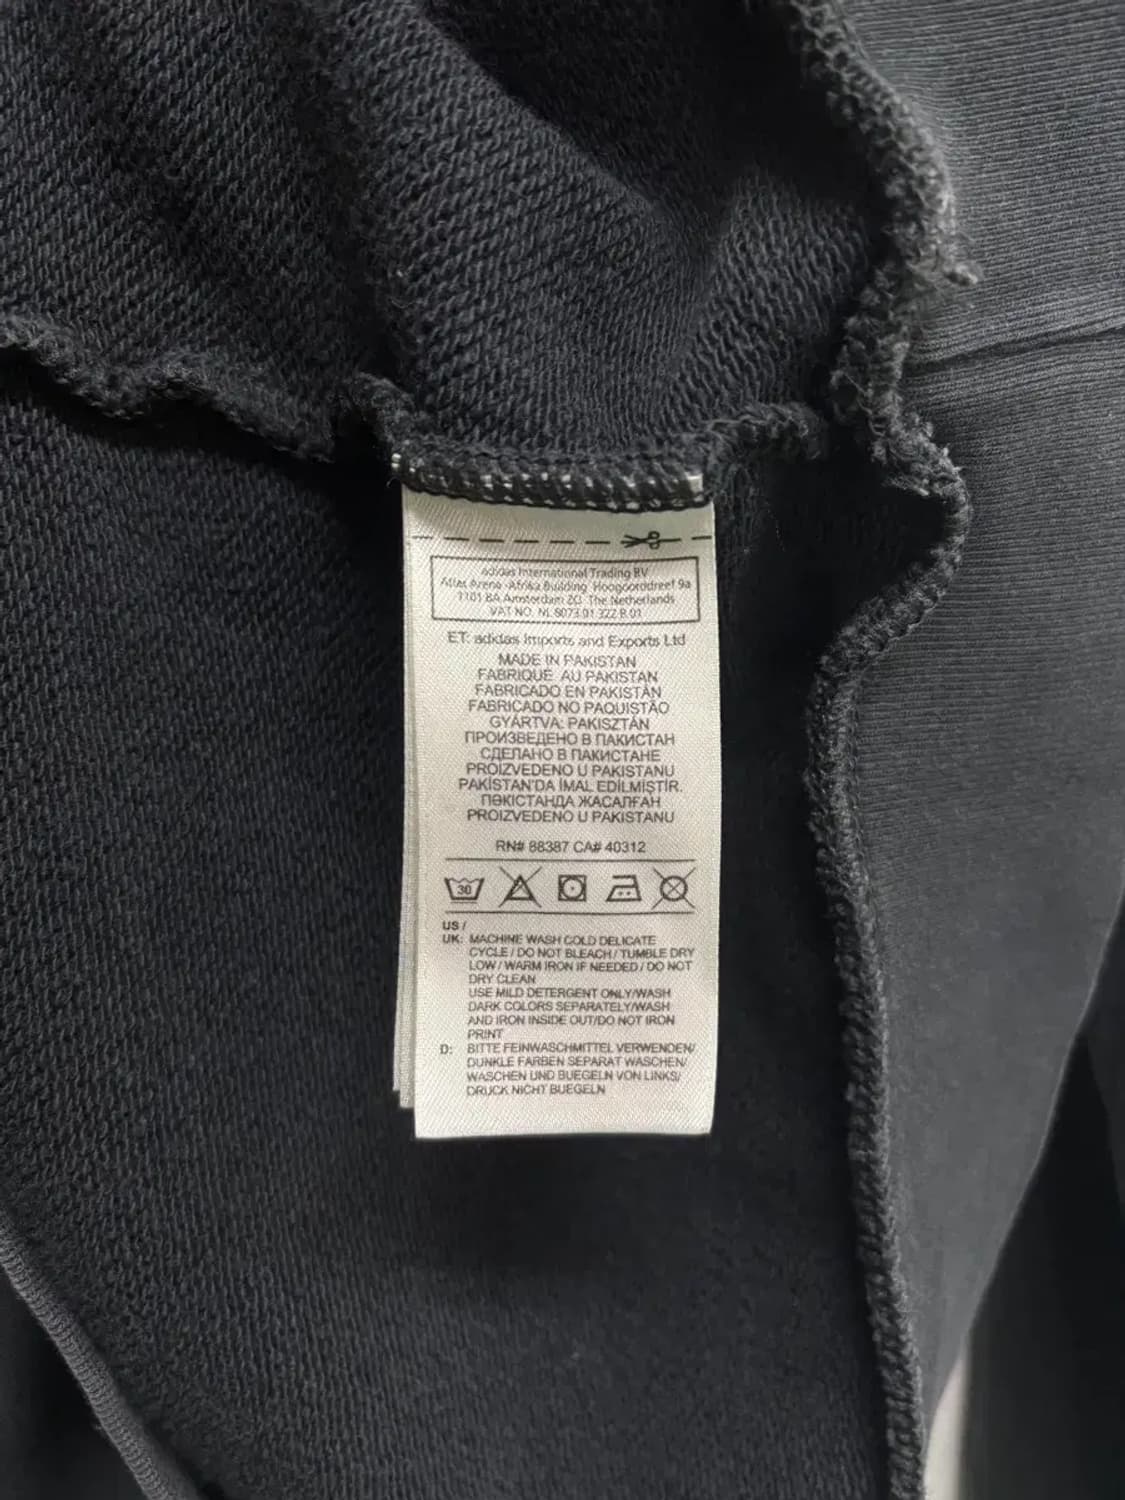 adidas International Trading BV
Atlas Arena -Afrika Building Hoogoorddreef 9a
1101 BA Amsterdam ZO The Netherlands
VAT NO. NL 8073.01.322.B.01
ET: adidas Imports and Exports Ltd
MADE IN PAKISTAN
FABRIQUÉ AU PAKISTAN
FABRICADO EN PAKISTÁN
FABRICADO NO PAQUISTÃO
GYÁRTVA: PAKISZTÁN
ПРОИЗВЕДЕНО В ПАКИСТАН
СДЕЛАНО В ПАКИСТАНЕ
PROIZVEDENO U PAKISTANU
PAKİSTAN'DA İMAL EDİLMİŞTİR.
ПӘКІСТАНДА ЖАСАЛҒАН
PROIZVEDENO U PAKISTANU
RN# 88387 CA# 40312
30
US /
UK: MACHINE WASH COLD DELICATE
CYCLE / DO NOT BLEACH / TUMBLE DRY
LOW / WARM IRON IF NEEDED / DO NOT
DRY CLEAN
USE MILD DETERGENT ONLY/WASH
DARK COLORS SEPARATELY/WASH
AND IRON INSIDE OUT/DO NOT IRON
PRINT
D: BITTE FEINWASCHMITTEL VERWENDEN/
DUNKLE FARBEN SEPARAT WASCHEN/
WASCHEN UND BUEGELN VON LINKS/
DRUCK NICHT BUEGELN